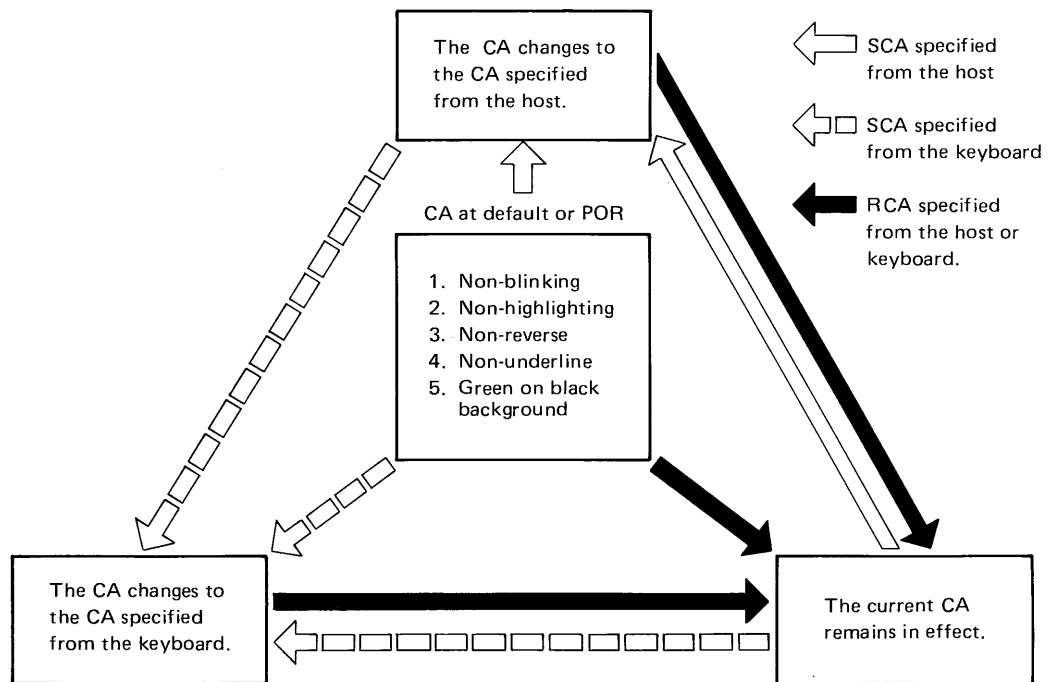 The CA changes to
the CA specified
from the host.
SCA specified
from the host
SCA specified
from the keyboard
RCA specified
from the host or
keyboard.
CA at default or POR
1. Non-blinking
2. Non-highlighting
3. Non-reverse
4. Non-underline
5. Green on black
background
The CA changes to
the CA specified
from the keyboard.
The current CA
remains in effect.